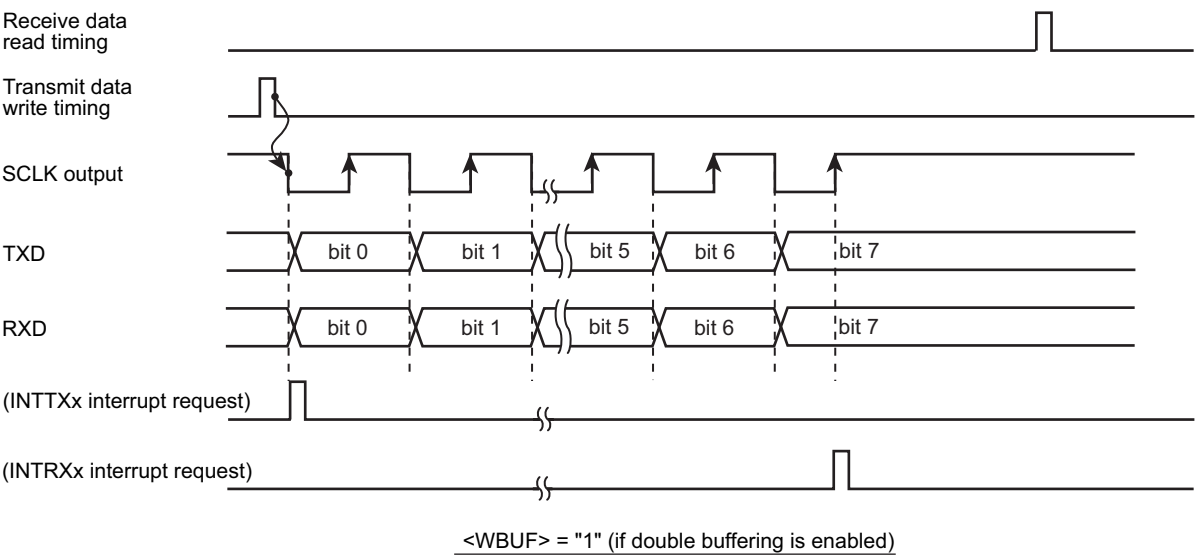 Receive data
read timing
Transmit data
write timing
SCLK output
TXD
bit 0
bit 1
bit 5
bit 6
bit 7
RXD
bit 0
bit 1
bit 5
bit 6
bit 7
(INTTXx interrupt request)
(INTRXx interrupt request)
<WBUF> = "1" (if double buffering is enabled)